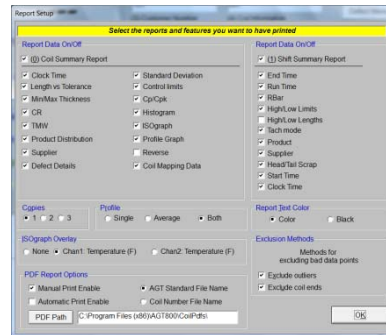 Report Setup
Select the reports and features you want to have printed
Report Data On/Off
(0) Coil Summary Report
Clock Time
Length vs Tolerance
Min/Max Thickness
CR
TMW
Product Distribution
Supplier
Defect Details
Standard Deviation
Control limits
Cp/Cpk
Histogram
ISOgraph
Profile Graph
Reverse
Coil Mapping Data
Report Data On/Off
(1) Shift Summary Report
End Time
Run Time
RBar
High/Low Limits
High/Low Lengths
Tach mode
Product
Supplier
Head/Tail Scrap
Start Time
Clock Time
Copies
1 2 3
Profile
Single Average Both
Report Text Color
Color Black
ISOgraph Overlay
None Chan1: Temperature (F) Chan2: Temperature (F)
Exclusion Methods
Methods for
excluding bad data points
Exclude outliers
Exclude coil ends
PDF Report Options
Manual Print Enable AGT Standard File Name
Automatic Print Enable Coil Number File Name
PDF Path C:\Program Files (x86)\AGT800\CoilPdfs\
OK